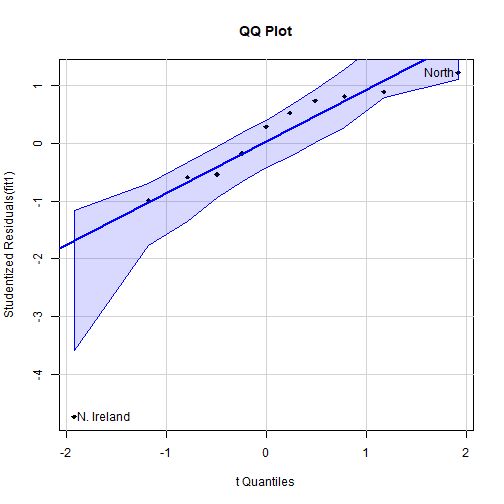 QQ Plot
Studentized Residuals(fit1)
1
0
-1
-2
-3
-4
North
N. Ireland
-2
-1
0
1
2
t Quantiles